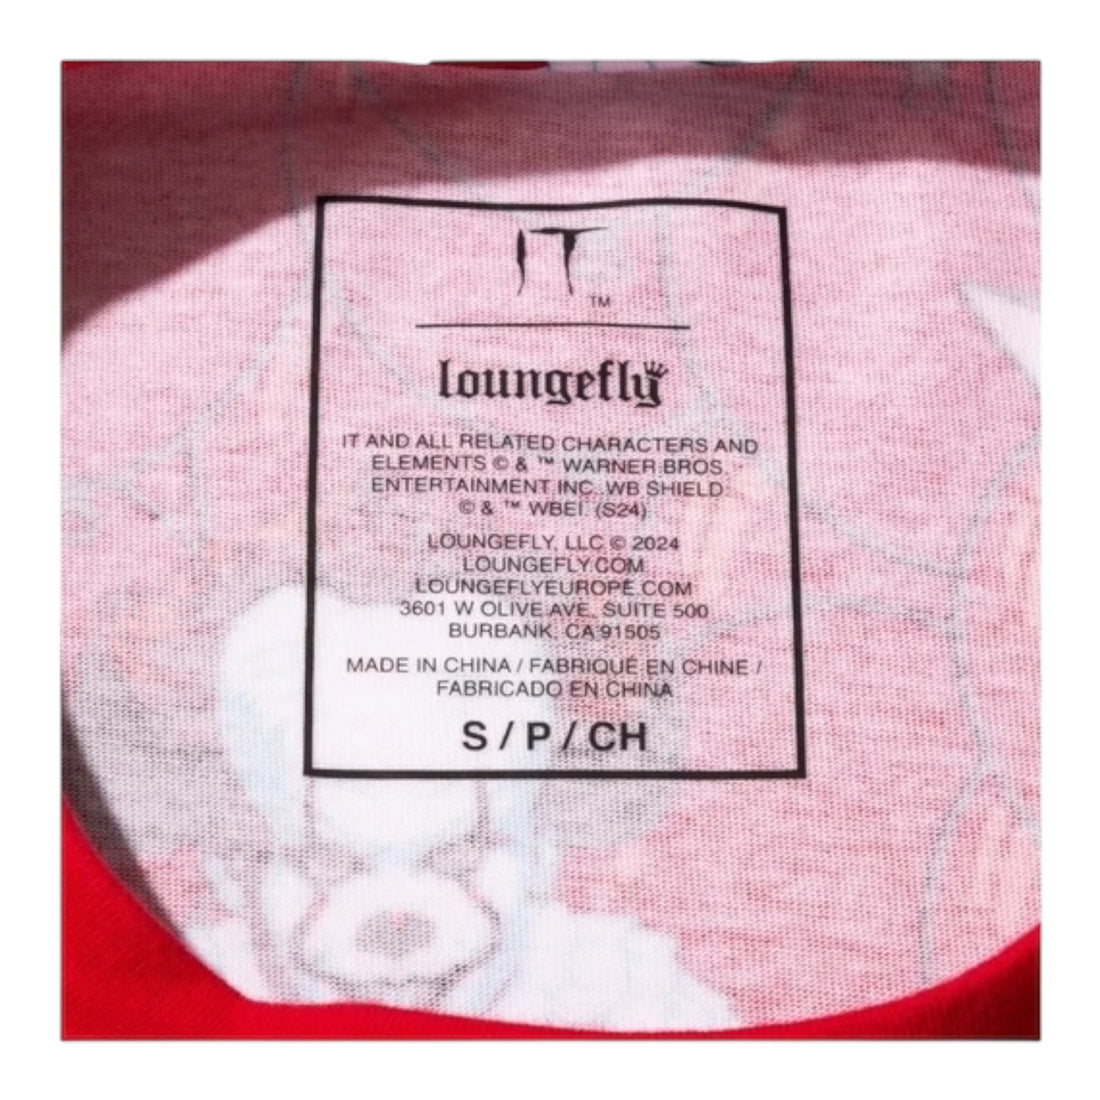 IT
TM
loungefly
IT AND ALL RELATED CHARACTERS AND
ELEMENTS © & ™ WARNER BROS.
ENTERTAINMENT INC. WB SHIELD:
© & ™ WBEI. (S24)
LOUNGEFLY, LLC © 2024
LOUNGEFLY.COM
LOUNGEFLYEUROPE.COM
3601 W OLIVE AVE, SUITE 500
BURBANK, CA 91505
MADE IN CHINA / FABRIQUÉ EN CHINE /
FABRICADO EN CHINA
S / P / CH